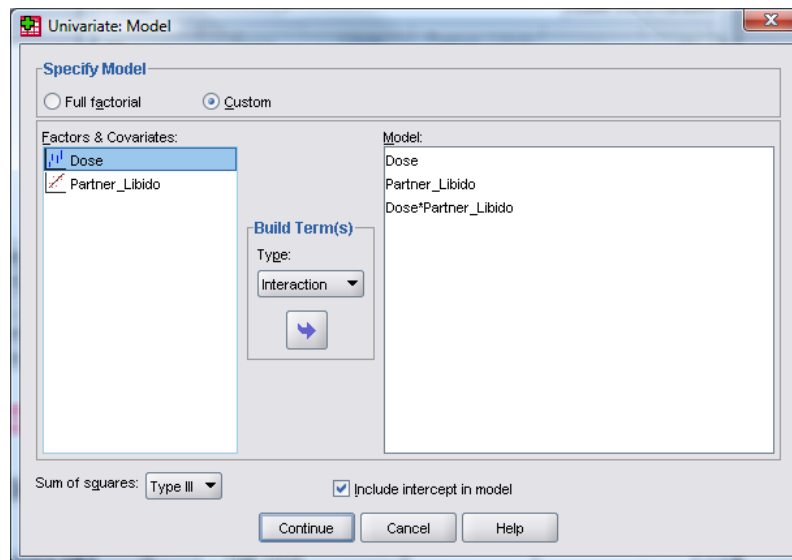 Univariate: Model
Specify Model
Full factorial
Custom
Factors & Covariates:
Dose
Partner_Libido
Build Term(s)
Type:
Interaction
Model:
Dose
Partner_Libido
Dose*Partner_Libido
Sum of squares: Type III
Include intercept in model
Continue Cancel Help